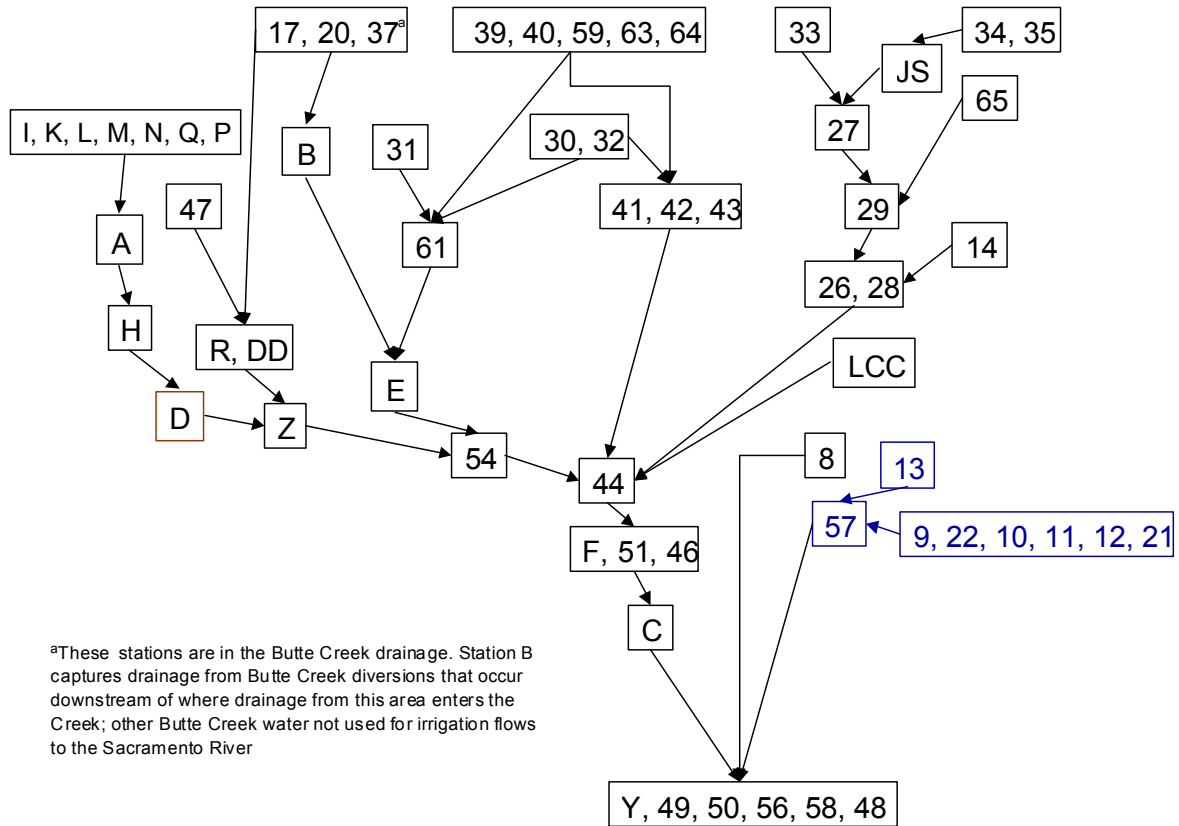 17, 20, 37ᵃ
39, 40, 59, 63, 64
33
34, 35
JS
65
I, K, L, M, N, Q, P
27
B
31
30, 32
47
41, 42, 43
29
A
61
14
26, 28
H
R, DD
LCC
E
D
Z
54
8
13
44
57
9, 22, 10, 11, 12, 21
F, 51, 46
C
ᵃThese stations are in the Butte Creek drainage. Station B
captures drainage from Butte Creek diversions that occur
downstream of where drainage from this area enters the
Creek; other Butte Creek water not used for irrigation flows
to the Sacramento River
Y, 49, 50, 56, 58, 48